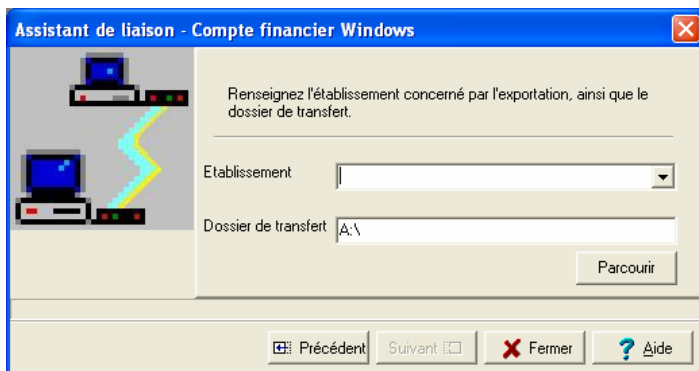 Assistant de liaison - Compte financier Windows
Renseignez l'établissement concerné par l'exportation, ainsi que le
dossier de transfert.
Etablissement
Dossier de transfert A:\
Parcourir
Précédent Suivant Fermer Aide